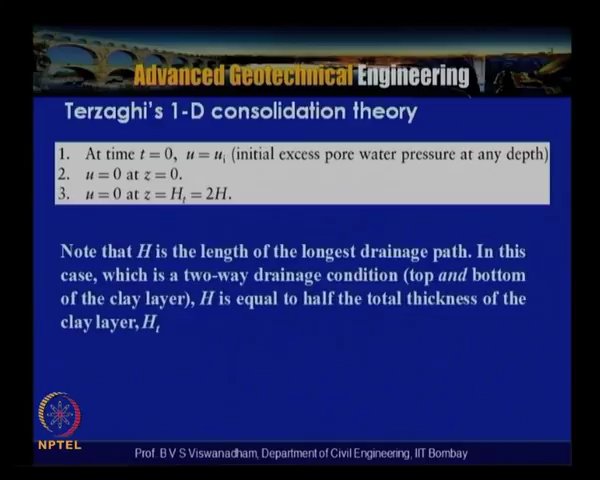 Advanced Geotechnical Engineering
Terzaghi's 1-D consolidation theory
1. At time t = 0, u = uᵢ (initial excess pore water pressure at any depth)
2. u = 0 at z = 0.
3. u = 0 at z = Hₜ = 2H.
Note that H is the length of the longest drainage path. In this
case, which is a two-way drainage condition (top and bottom
of the clay layer), H is equal to half the total thickness of the
clay layer, Hₜ
NPTEL
Prof. B V S Viswanadham, Department of Civil Engineering, IIT Bombay